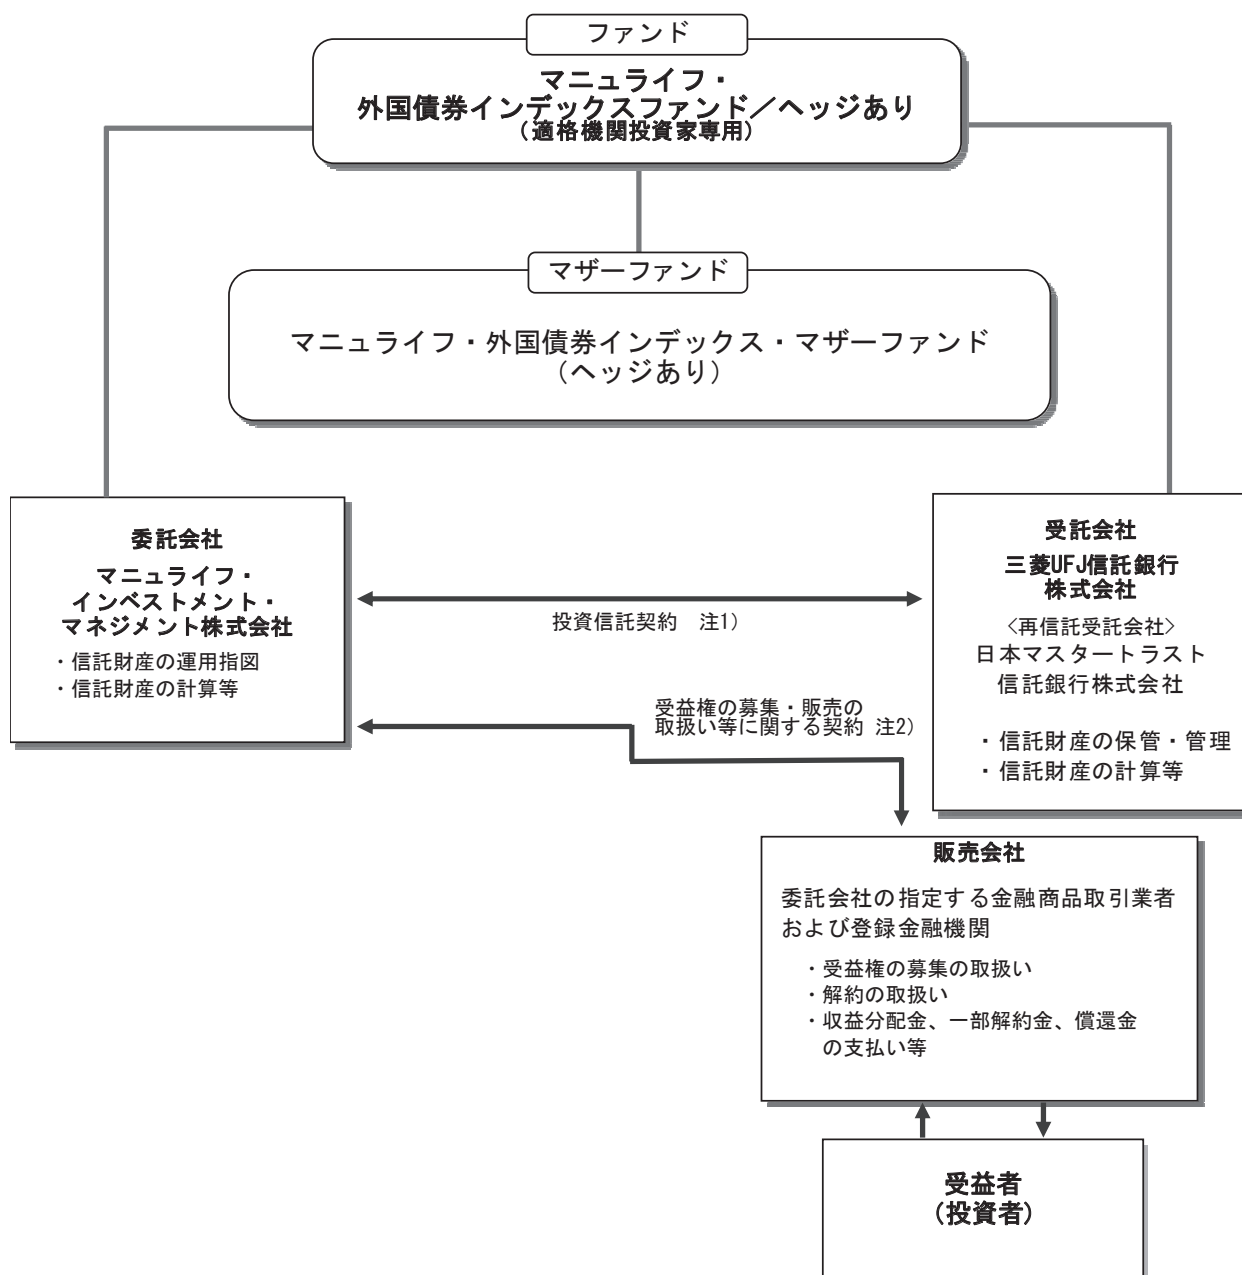 ファンド
マニュライフ・
外国債券インデックスファンド／ヘッジあり
（適格機関投資家専用）
マザーファンド
マニュライフ・外国債券インデックス・マザーファンド
（ヘッジあり）
委託会社
マニュライフ・
インベストメント・
マネジメント株式会社
・信託財産の運用指図
・信託財産の計算等
投資信託契約　注1）
受益権の募集・販売の
取扱い等に関する契約 注2）
受託会社
三菱UFJ信託銀行
株式会社
〈再信託受託会社〉
日本マスタートラスト
信託銀行株式会社
・信託財産の保管・管理
・信託財産の計算等
販売会社
委託会社の指定する金融商品取引業者
および登録金融機関
・受益権の募集の取扱い
・解約の取扱い
・収益分配金、一部解約金、償還金
の支払い等
受益者
（投資者）